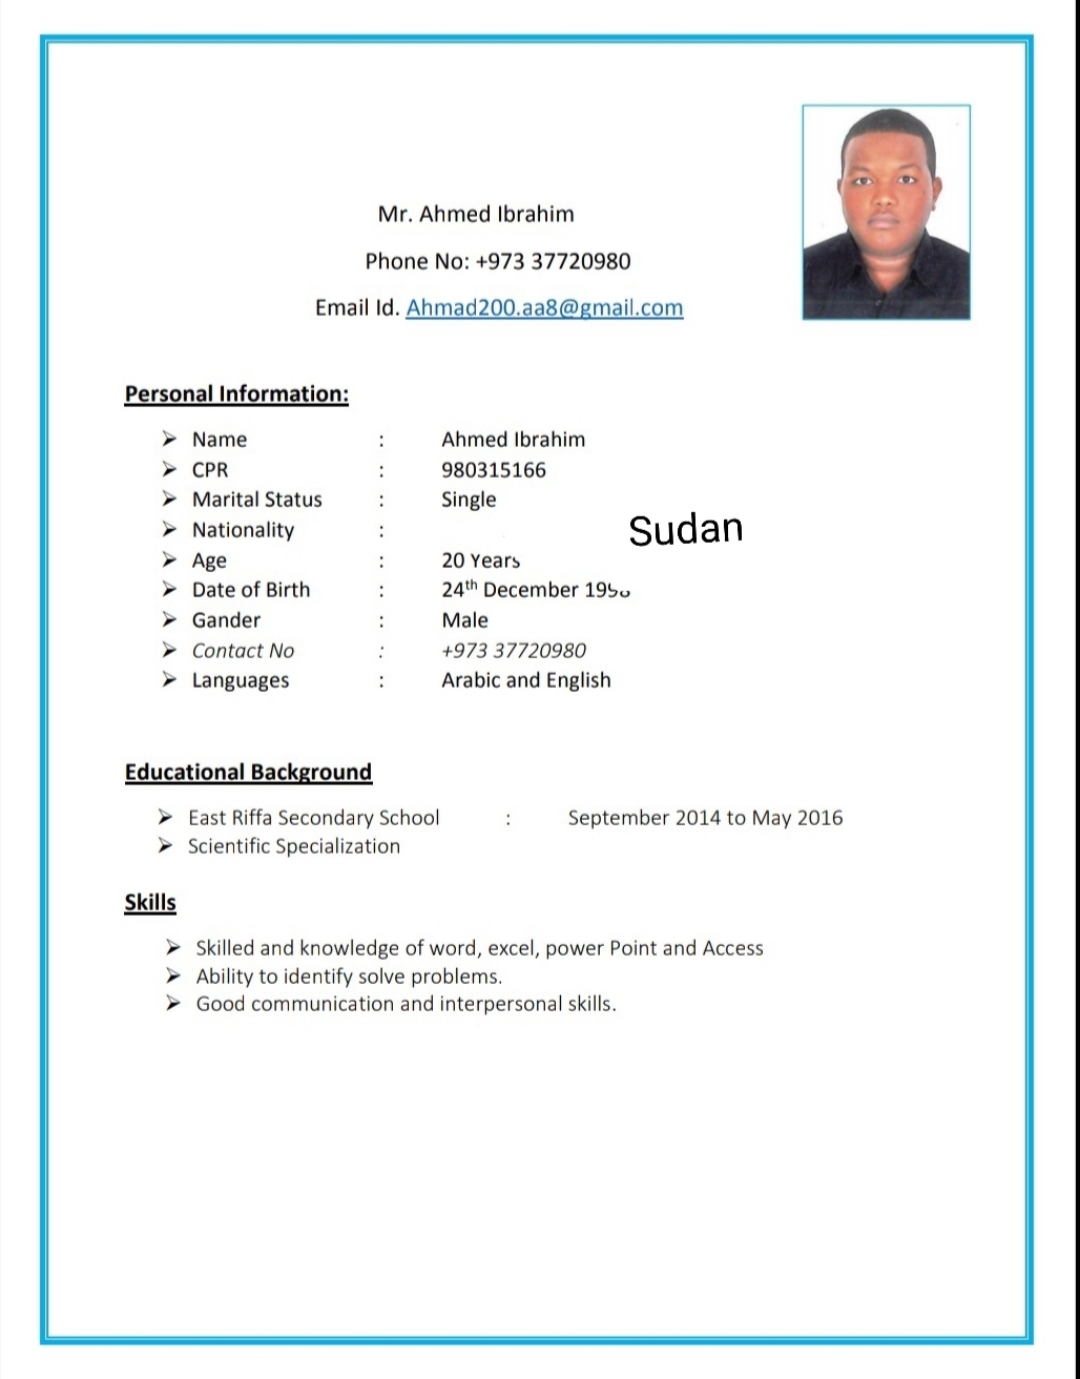 Mr. Ahmed Ibrahim
Phone No: +973 37720980
Email Id. Ahmad200.aa8@gmail.com
Personal Information:
Name : Ahmed Ibrahim
CPR : 980315166
Marital Status : Single
Nationality : Sudan
Age : 20 Years
Date of Birth : 24th December
Gander : Male
Contact No : +973 37720980
Languages : Arabic and English
Educational Background
East Riffa Secondary School : September 2014 to May 2016
Scientific Specialization
Skills
Skilled and knowledge of word, excel, power Point and Access
Ability to identify solve problems.
Good communication and interpersonal skills.